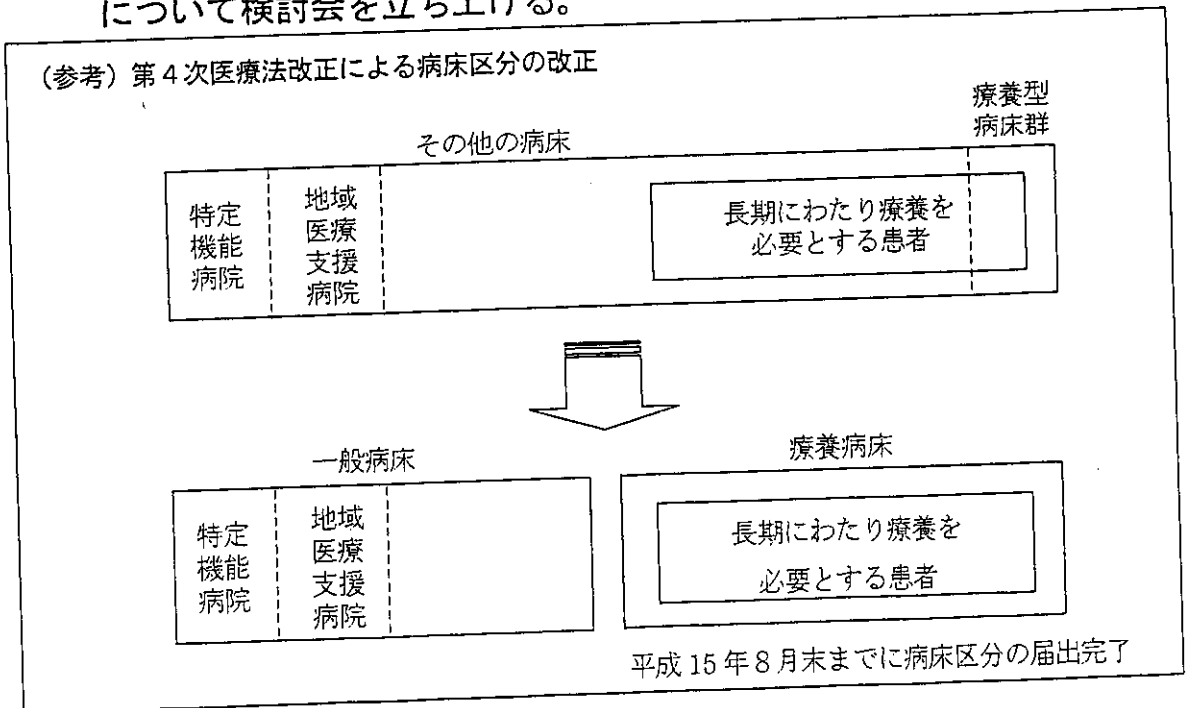 について検討会を立ち上げる。
（参考）第４次医療法改正による病床区分の改正
療養型
病床群
その他の病床
特定
機能
病院
地域
医療
支援
病院
長期にわたり療養を
必要とする患者
一般病床
療養病床
特定
機能
病院
地域
医療
支援
病院
長期にわたり療養を
必要とする患者
平成15年８月末までに病床区分の届出完了